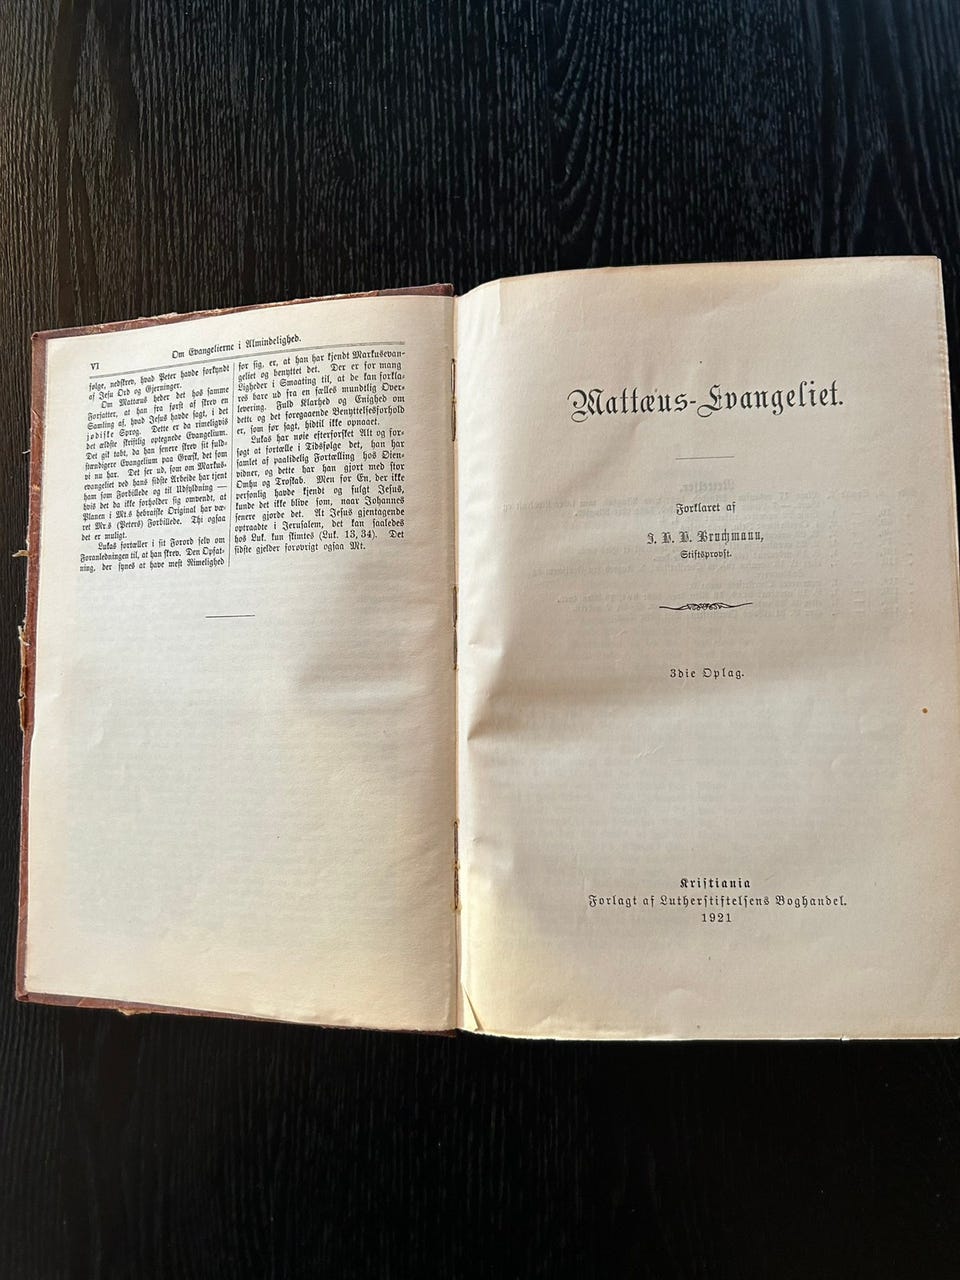 VI
Om Evangelierne i Almindelighed.
følge, nedskrev, hvad Peter havde forkyndt
af Jesu Ord og Gjerninger.
Om Mattæus heder det hos samme
Forfatter, at han fra først af skrev en
Samling af, hvad Jesus havde sagt, i det
jødiske Sprog. Dette er da rimeligvis
det ældste skriftlig optegnede Evangelium.
Det gik tabt, da han senere skrev sit fuld-
stændigere Evangelium paa Græsk, det som
vi nu har. Det ser ud, som om Markus-
evangeliet ved hans sidste Arbeide har tjent
ham som Forbillede og til Udfyldning —
hvis det da ikke forholder sig omvendt, at
Planen i Mt.s hebraiske Original har væ-
ret Mr.s (Peters) Forbillede. Thi ogsaa
det er muligt.
Lukas fortæller i sit Forord selv om
Foranledningen til, at han skrev. Den Opfat-
ning, der synes at have mest Rimelighed
for sig, er, at han har kjendt Markusevan-
geliet og benyttet det. Der er for mang
Ligheder i Smaating til, at de kan forkla-
res bare ud fra en fælles mundtlig Over-
levering. Fuld Klarhed og Enighed om
dette og det foregaaende Benyttelsesforhold
er, som før sagt, hidtil ikke opnaaet.
Lukas har nøie efterforsket Alt og for-
søgt at fortælle i Tidsfølge det, han har
samlet af paalidelig Fortælling hos Øien-
vidner, og dette har han gjort med stor
Omhu og Troskab. Men for En, der ikke
personlig havde kjendt og fulgt Jesus,
kunde det ikke blive som, naar Johannes
senere gjorde det. At Jesus gjentagende
optraadte i Jerusalem, det kan saaledes
hos Luk. kun skimtes (Luk. 13, 34). Det
sidste gjelder forøvrigt ogsaa Mt.
Mattæus-Evangeliet.
Forklaret af
J. H. H. Brochmann,
Stiftsprovst.
3die Oplag.
Kristiania
Forlagt af Lutherstiftelsens Boghandel.
1921